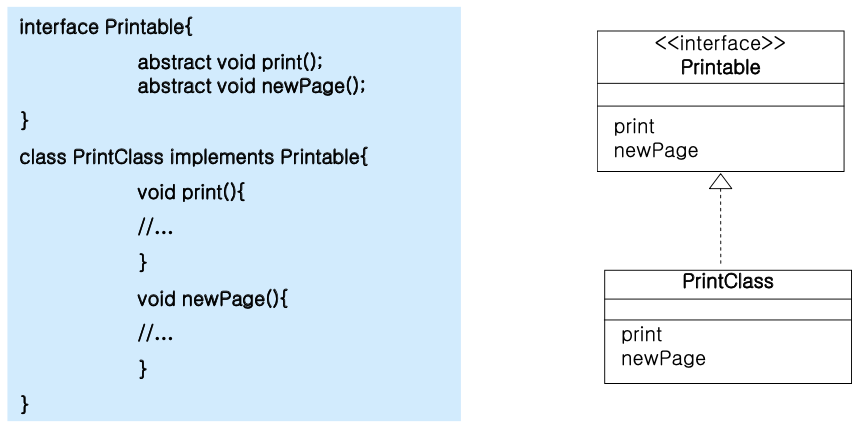 interface Printable{
abstract void print();
abstract void newPage();
}
class PrintClass implements Printable{
void print(){
//...
}
void newPage(){
//...
}
}
<<interface>>
Printable
print
newPage
PrintClass
print
newPage